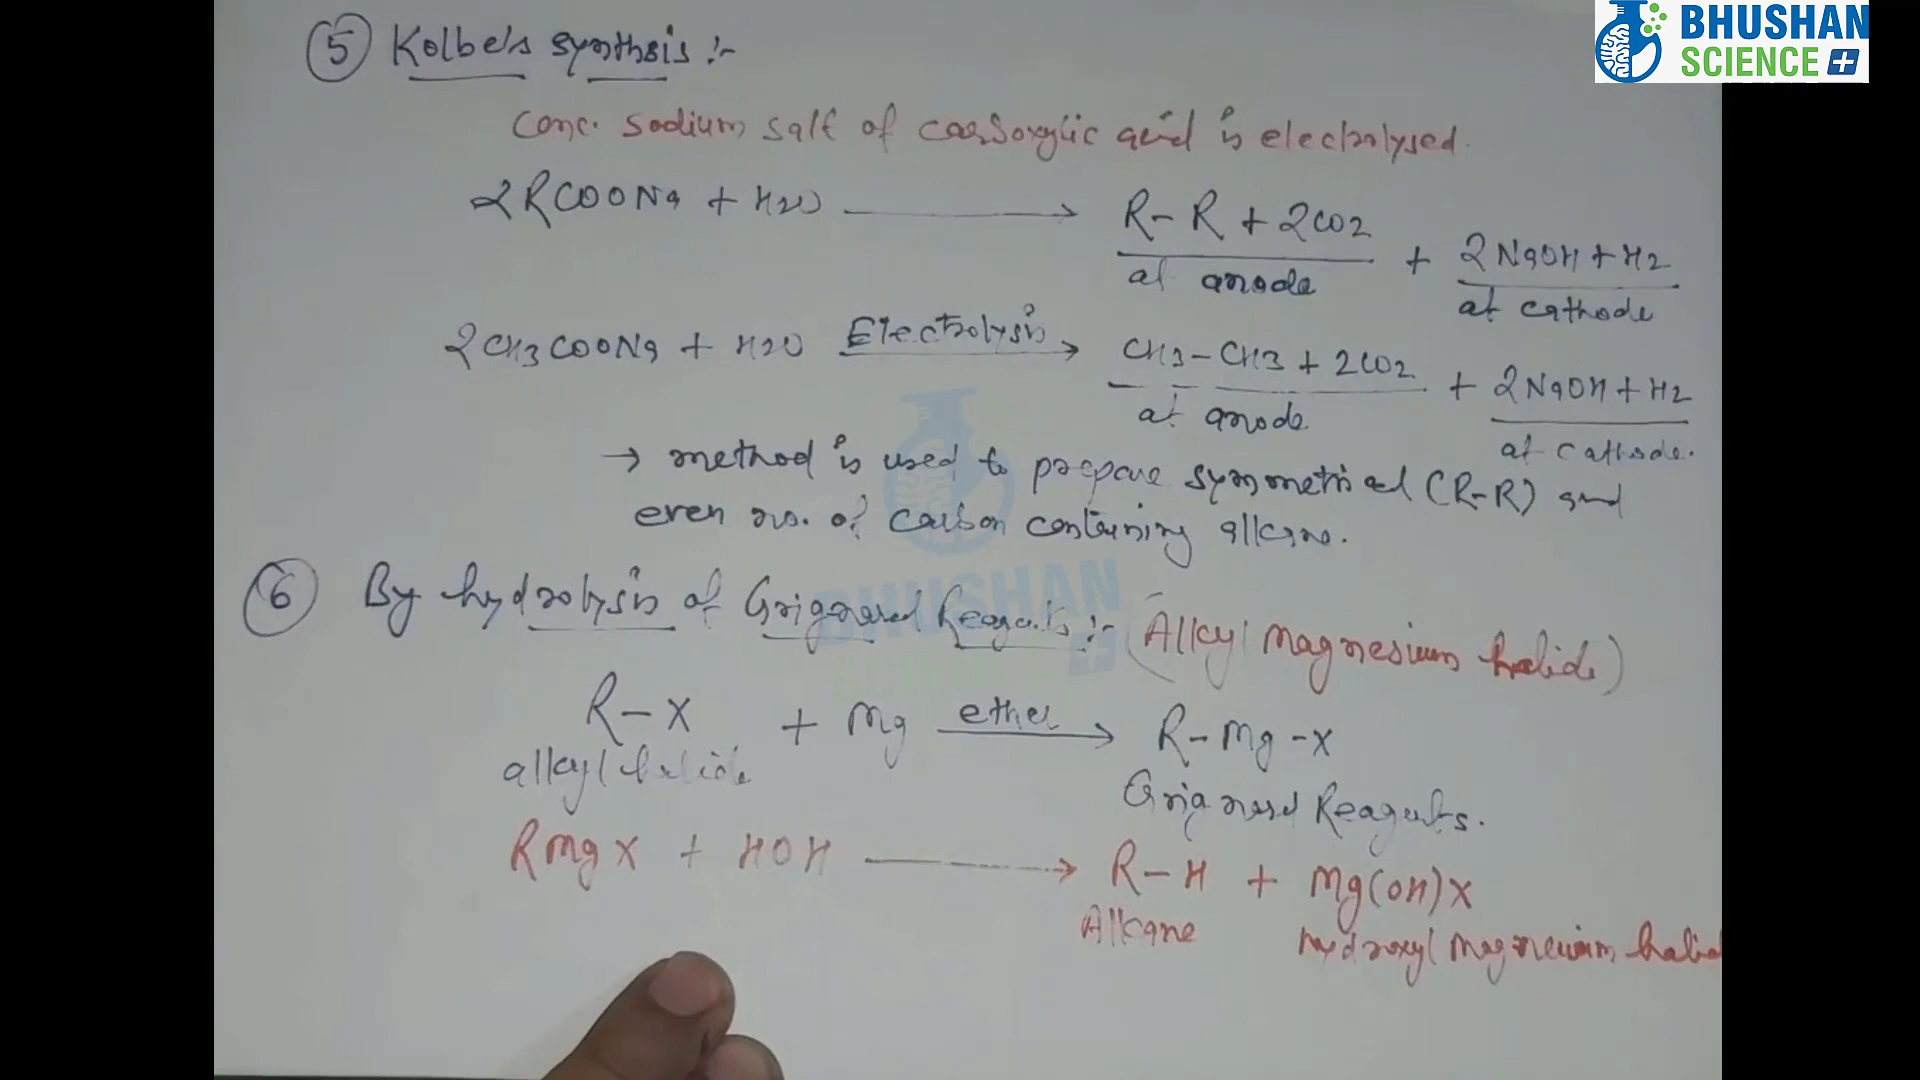 BHUSHAN
SCIENCE +
5 Kolbe's synthsis :-
Conc. sodium salt of carboxylic acid is electrolysed.
2RCOONa + H2O ⟶ R-R + 2CO2 + 2NaOH + H2
at anode at cathode
2CH3COONa + H2O Electrolysis ⟶ CH3-CH3 + 2CO2 + 2NaOH + H2
at anode at cathode.
→ method is used to prepare symmetrical (R-R) and
even no. of carbon containing alkane.
6 By hydrolysis of Grignard Reagents :- (Alkyl Magnesium halide)
R-X + Mg ether ⟶ R-Mg-X
alkyl halide Grignard Reagents.
RMgX + HOH ⟶ R-H + Mg(OH)X
Alkane hydroxyl Magnesium
BHUSHAN
SCIENCE +